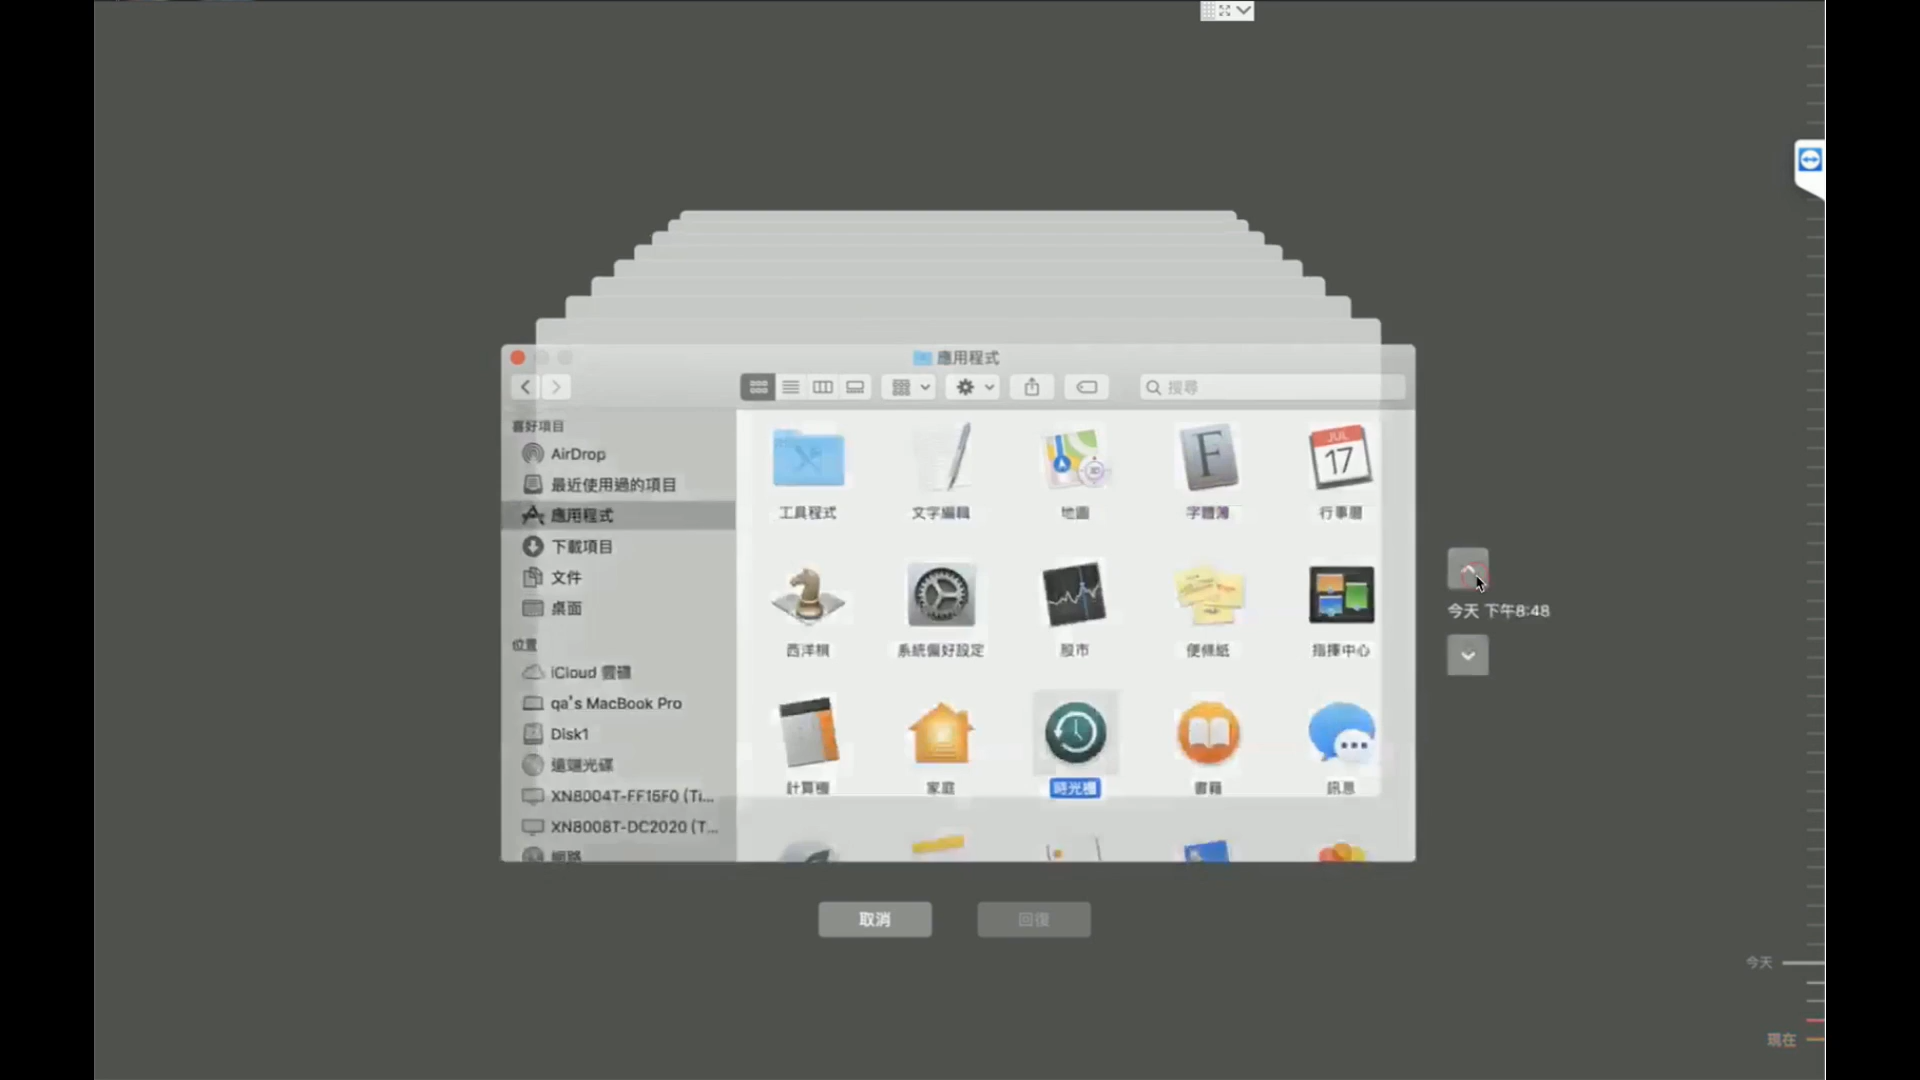 應用程式
搜尋
喜好項目
AirDrop
最近使用過的項目
應用程式
下載項目
文件
桌面
位置
iCloud 雲碟
qa's MacBook Pro
Disk1
遠端光碟
XN8004T-FF15F0 (Ti...
XN8008T-DC2020 (T...
網路
工具程式
文字編輯
地圖
字體簿
JUL
17
行事曆
西洋棋
系統偏好設定
股市
便條紙
指揮中心
計算機
家庭
時光機
書籍
訊息
今天 下午8:48
取消
回復
今天
現在